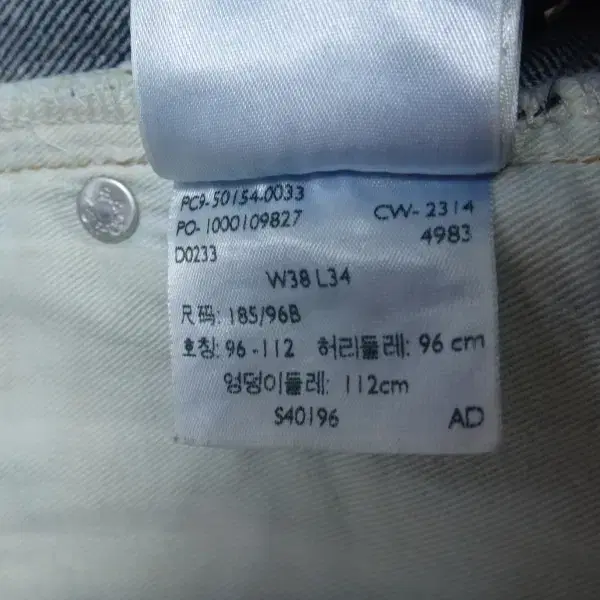 PC9-50154-0033
PO-1000109827 CW-2314
D0233 4983
W38 L34
尺码: 185/96B
호칭: 96-112 허리둘레: 96 cm
엉덩이둘레: 112cm
S40196 AD